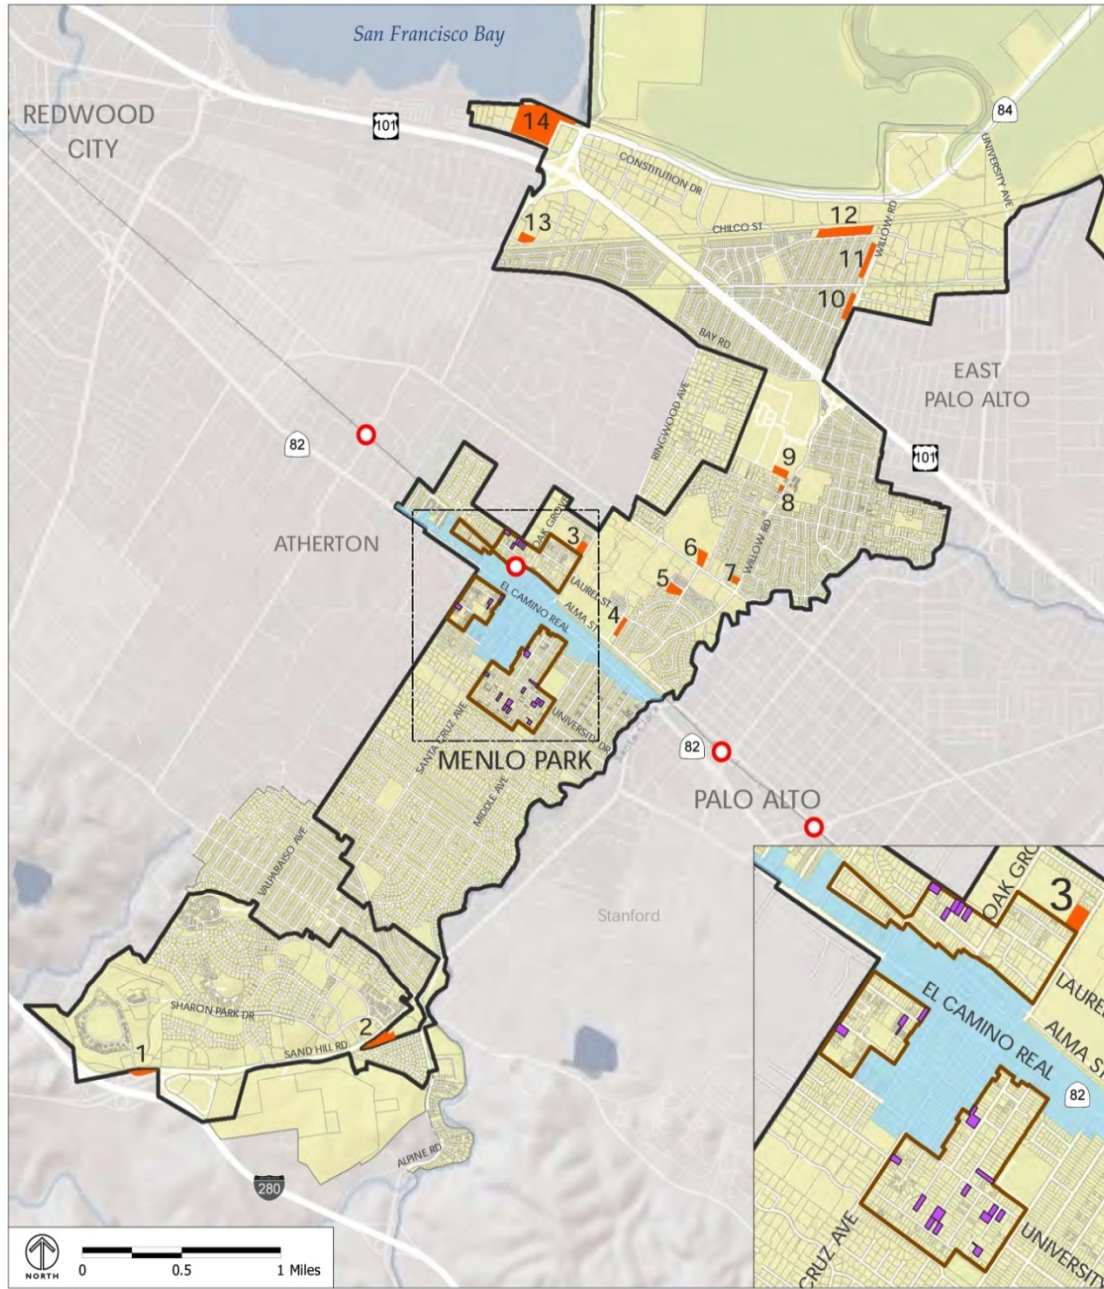 San Francisco Bay
REDWOOD
CITY
101
14
84
CONSTITUTION DR
UNIVERSITY AVE
13
CHILCO ST
12
WILLOW RD
11
10
BAY RD
EAST
PALO ALTO
RINGWOOD AVE
82
101
9
8
ATHERTON
OAK GROVE
3
6
WILLOW RD
5
7
LAUREL ST
EL CAMINO REAL
ALMA ST
4
SANTA CRUZ AVE
UNIVERSITY DR
MENLO PARK
82
MIDDLE AVE
PALO ALTO
VALPARAISO AVE
Stanford
SHARON PARK DR
2
1
SAND HILL RD
ALPINE RD
280
OAK GRO
3
LAUREL
EL CAMINO REAL
ALMA ST
82
CRUZ AVE
UNIVERSITY
NORTH
0 0.5 1 Miles